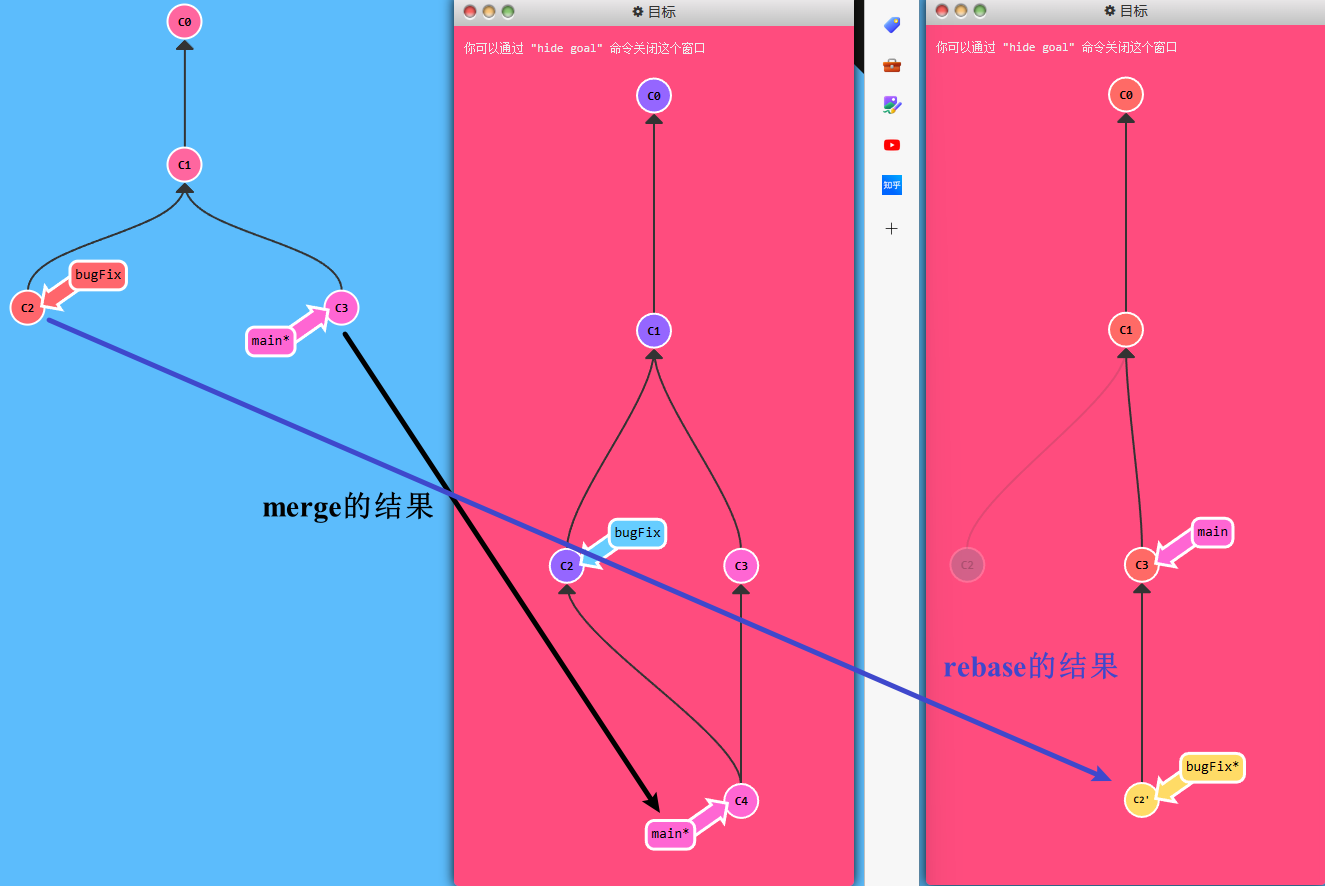 C0
C1
bugFix
C2
C3
main*
merge的结果
目标
你可以通过 "hide goal" 命令关闭这个窗口
C0
C1
bugFix
C2
C3
C4
main*
知乎
目标
你可以通过 "hide goal" 命令关闭这个窗口
C0
C1
main
C2
C3
rebase的结果
bugFix*
C2'